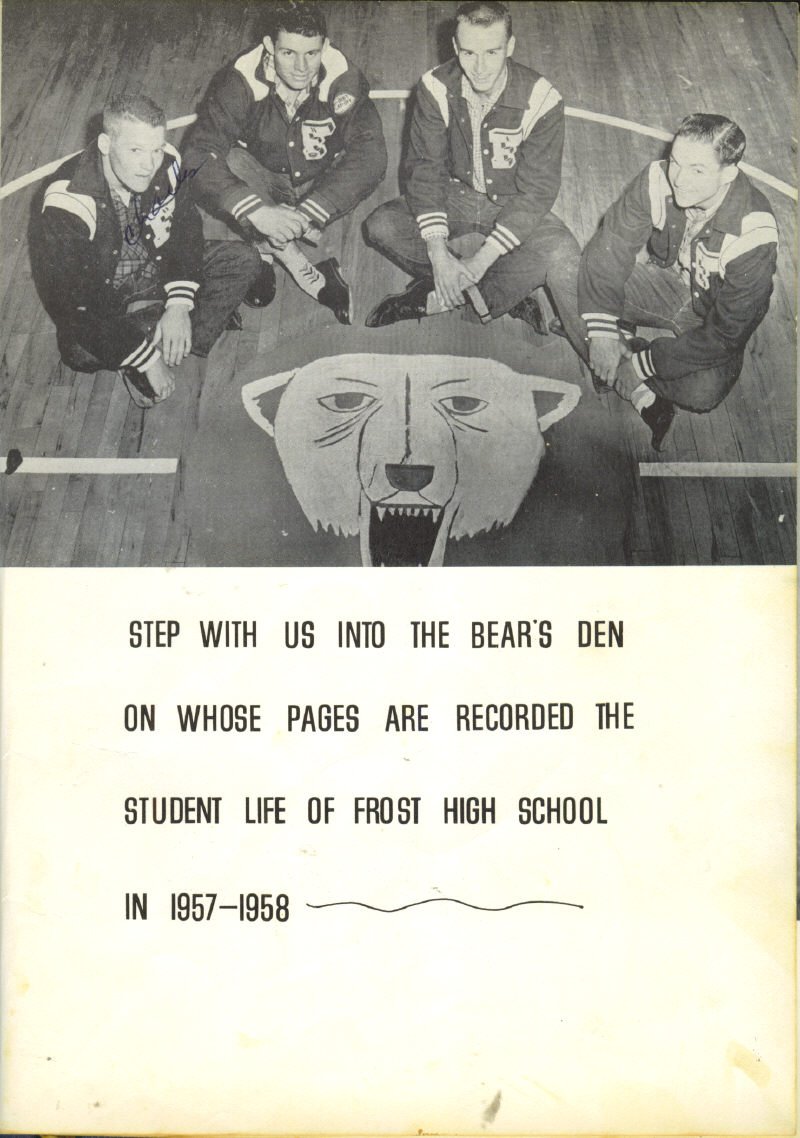 Charles
STEP WITH US INTO THE BEAR'S DEN
ON WHOSE PAGES ARE RECORDED THE
STUDENT LIFE OF FROST HIGH SCHOOL
IN 1957-1958